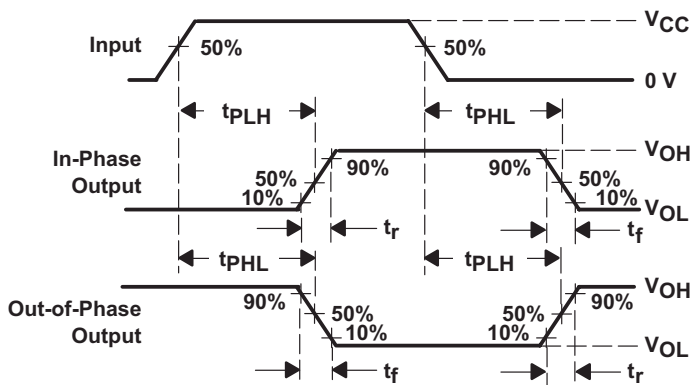 VCC
Input
50%
50%
0 V
tPLH
tPHL
In-Phase
Output
VOH
90%
90%
50%
50%
10%
10%
VOL
tr
tf
tPHL
tPLH
Out-of-Phase
Output
VOH
90%
90%
50%
50%
10%
10%
VOL
tf
tr